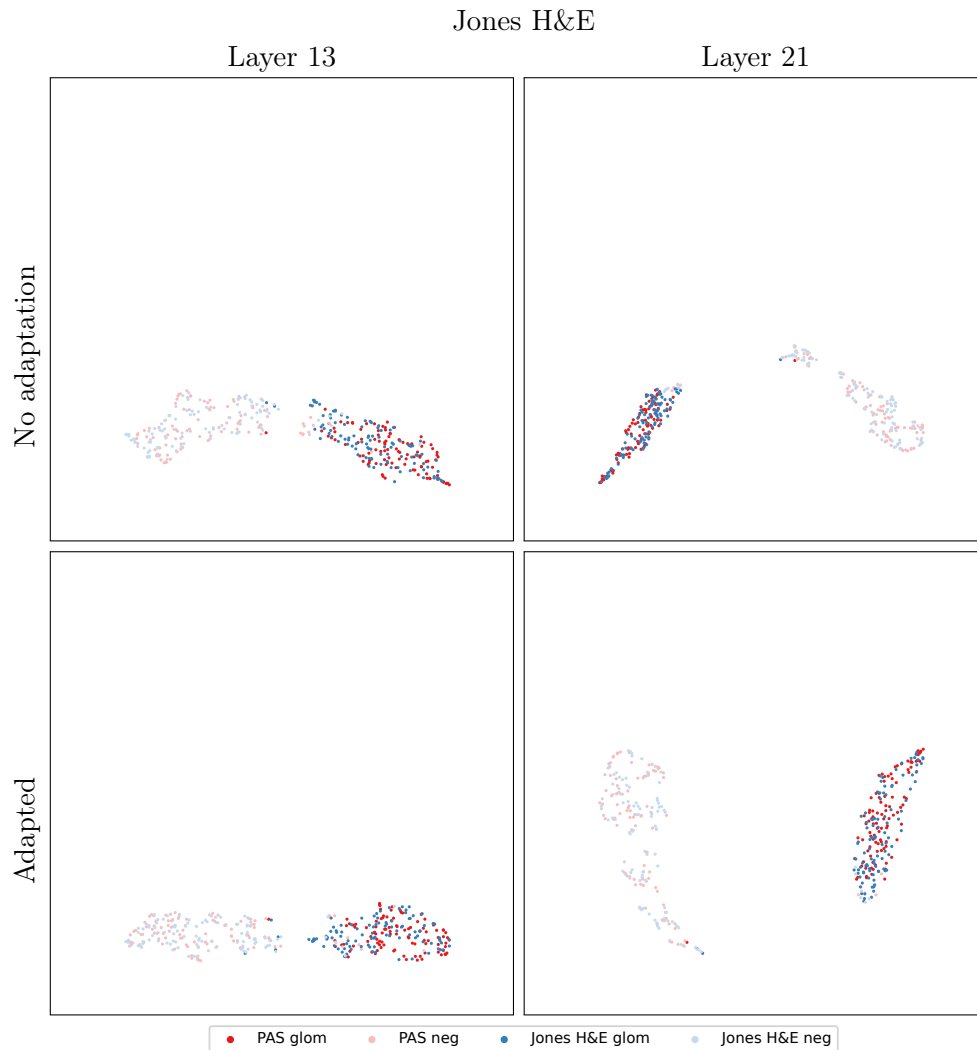 Jones H&E
Layer 13 Layer 21
No adaptation
Adapted
PAS glom PAS neg Jones H&E glom Jones H&E neg